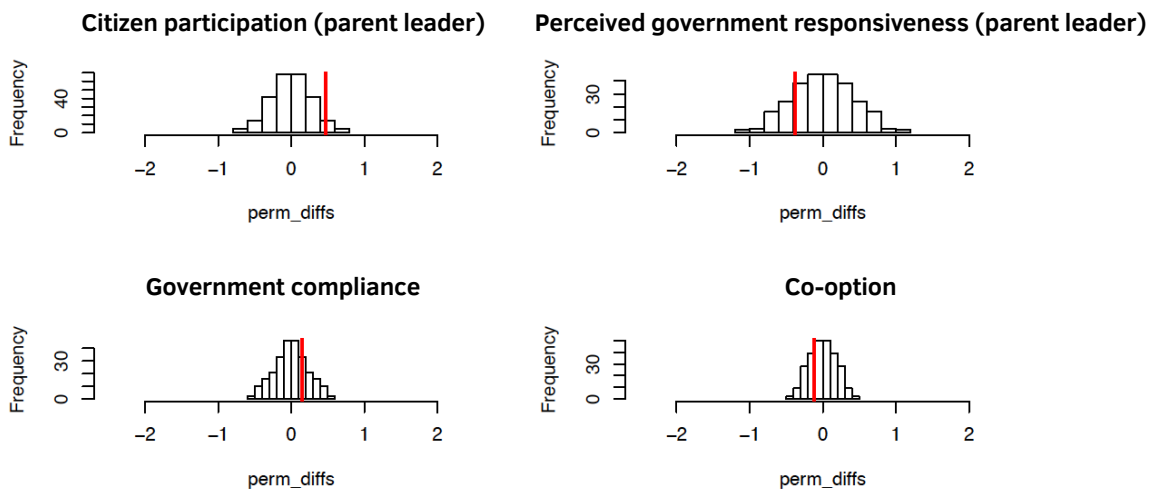 Citizen participation (parent leader)
Frequency
0 40
-2 -1 0 1 2
perm_diffs
Perceived government responsiveness (parent leader)
Frequency
0 30
-2 -1 0 1 2
perm_diffs
Government compliance
Frequency
0 30
-2 -1 0 1 2
perm_diffs
Co-option
Frequency
0 30
-2 -1 0 1 2
perm_diffs